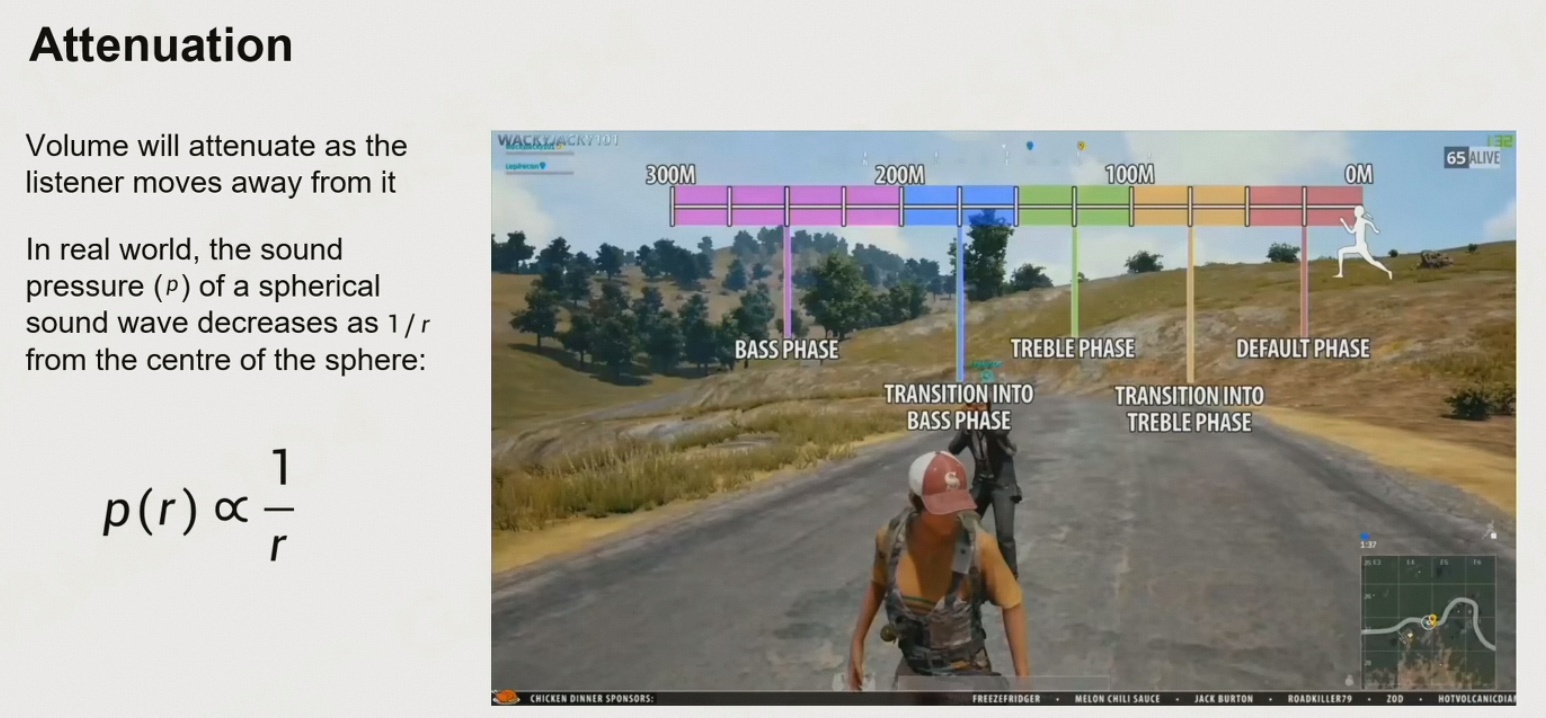 Attenuation
Volume will attenuate as the
listener moves away from it
In real world, the sound
pressure (p) of a spherical
sound wave decreases as 1/r
from the centre of the sphere:
p(r) ∝ 1/r
WACKYJACKY101
65 ALIVE
300M 200M 100M 0M
BASS PHASE
TREBLE PHASE
DEFAULT PHASE
TRANSITION INTO
BASS PHASE
TRANSITION INTO
TREBLE PHASE
1:37
CHICKEN DINNER SPONSORS: FREEZEFRIDGER • MELON CHILI SAUCE • JACK BURTON • ROADKILLER79 • ZOD • HOTVOLCANICDIA